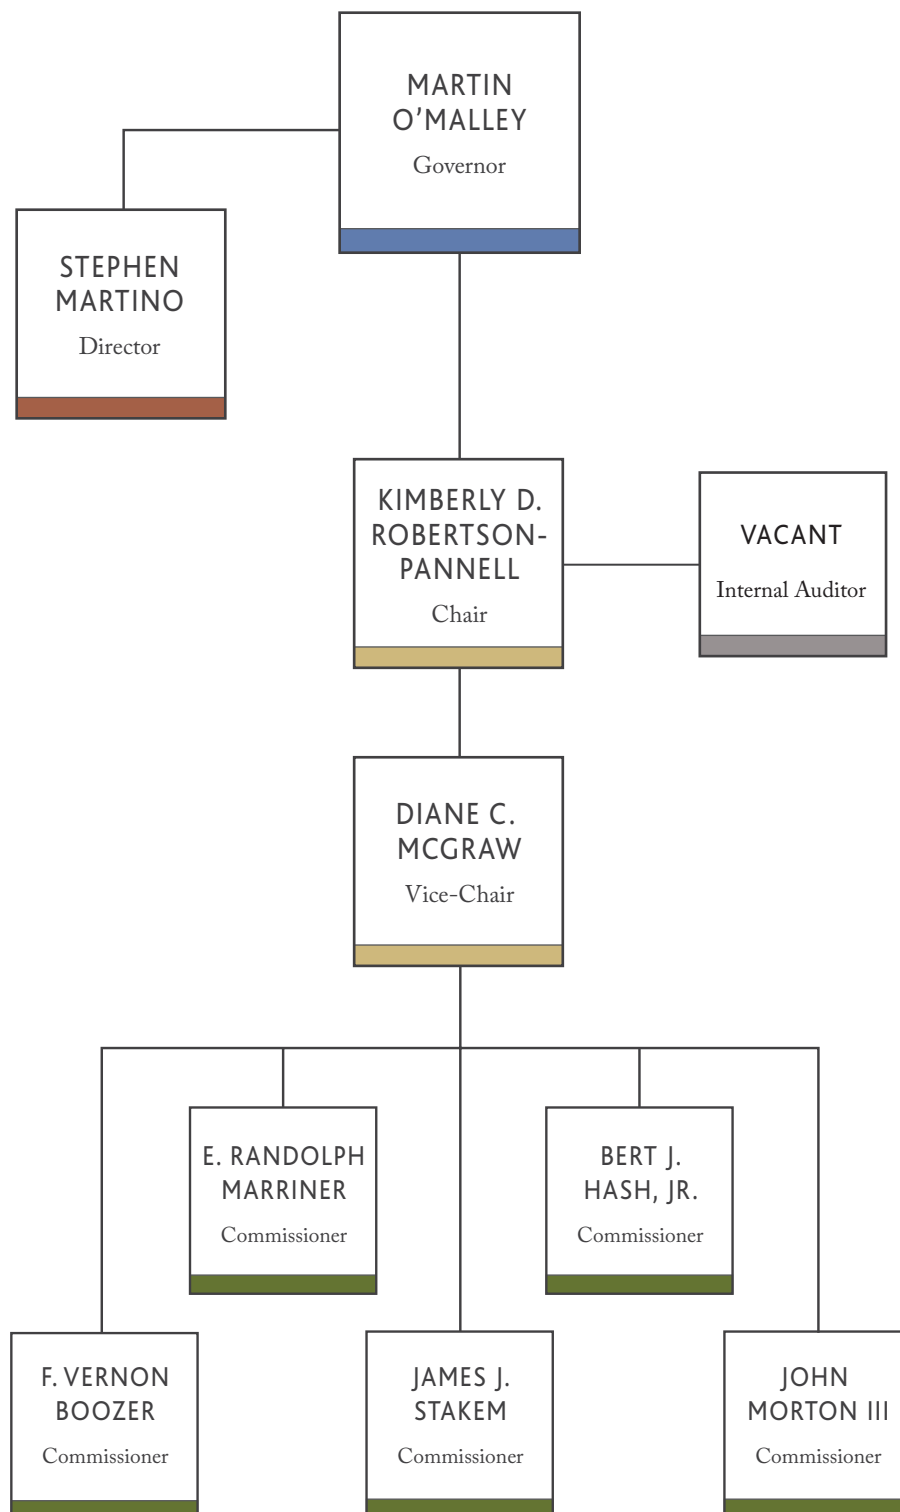 MARTIN
O’MALLEY
Governor
STEPHEN
MARTINO
Director
KIMBERLY D.
ROBERTSON-
PANNELL
Chair
VACANT
Internal Auditor
DIANE C.
MCGRAW
Vice-Chair
E. RANDOLPH
MARRINER
Commissioner
BERT J.
HASH, JR.
Commissioner
F. VERNON
BOOZER
Commissioner
JAMES J.
STAKEM
Commissioner
JOHN
MORTON III
Commissioner